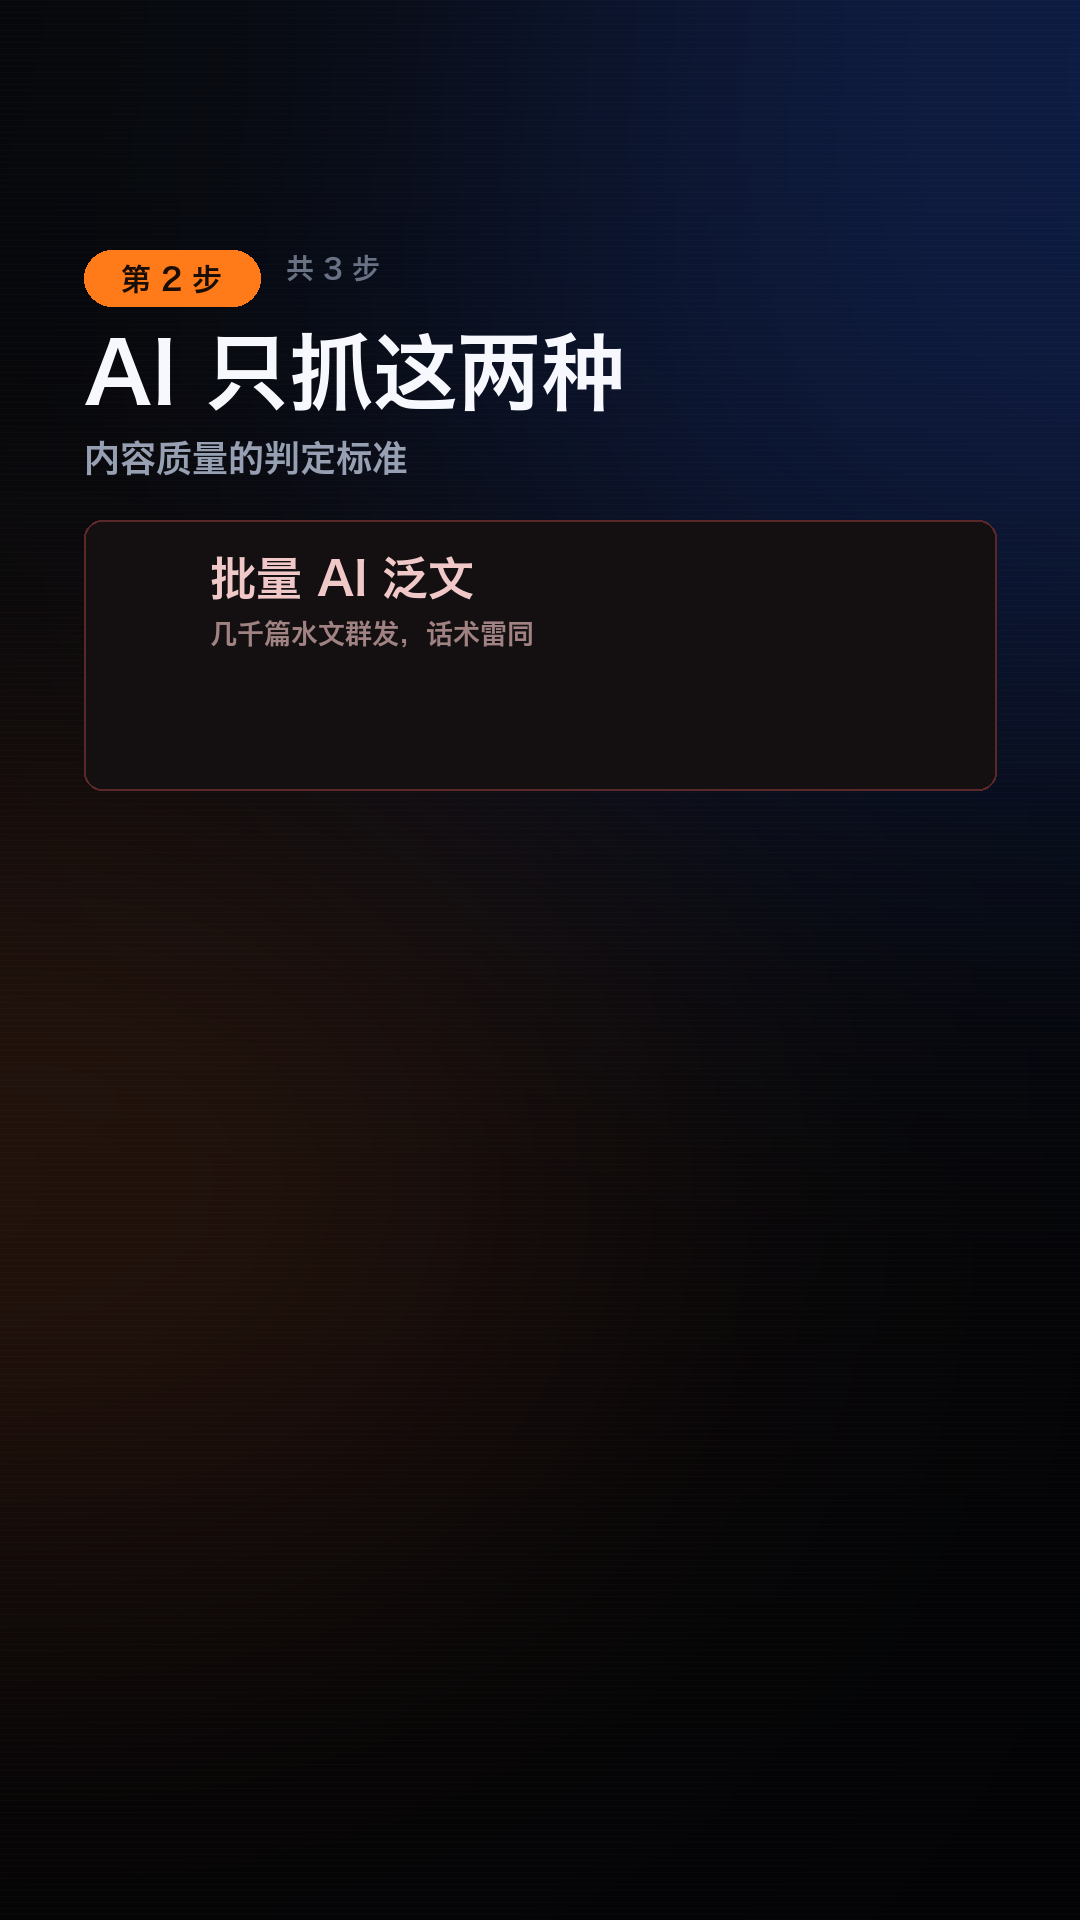 第 2 步
共 3 步
AI 只抓这两种
内容质量的判定标准
批量 AI 泛文
几千篇水文群发，话术雷同